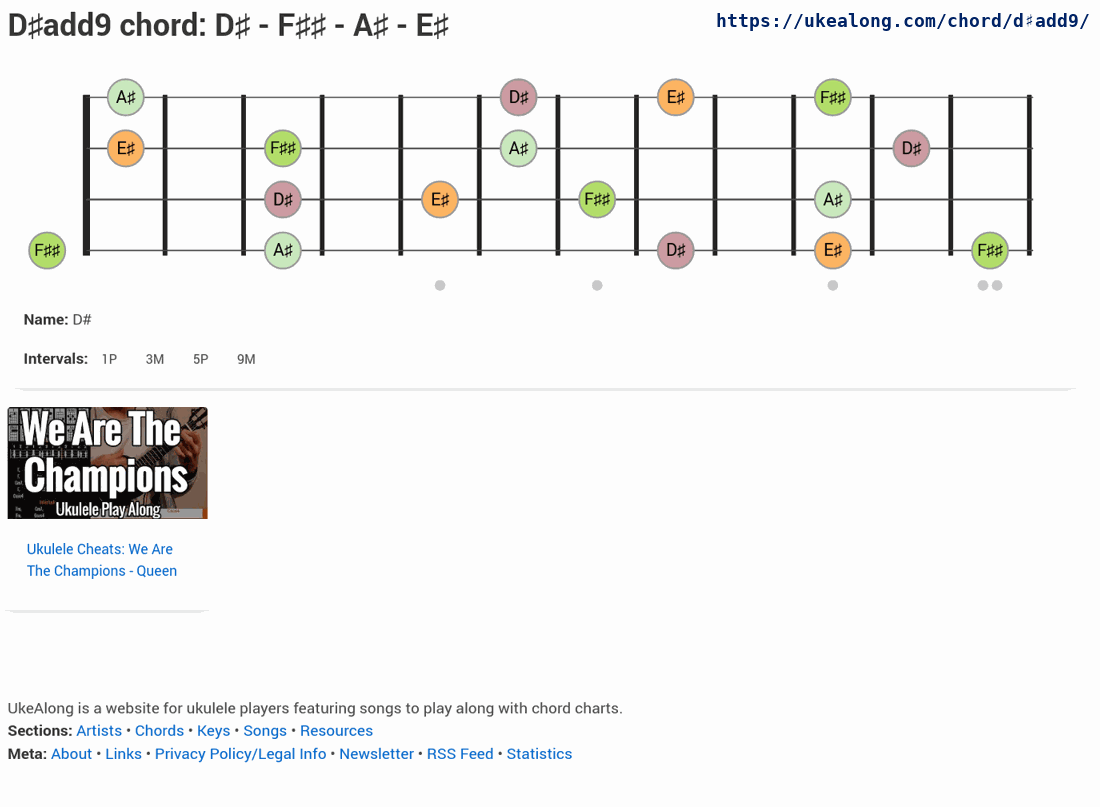 D♯add9 chord: D♯ - F♯♯ - A♯ - E♯
https://ukealong.com/chord/d♯add9/
A♯ D♯ E♯ F♯♯
E♯ F♯♯ A♯ D♯
D♯ E♯ F♯♯ A♯
F♯♯ A♯ D♯ E♯ F♯♯
Name: D#
Intervals: 1P 3M 5P 9M
We Are The
Champions
Ukulele Play Along
Ukulele Cheats: We Are
The Champions - Queen
UkeAlong is a website for ukulele players featuring songs to play along with chord charts.
Sections: Artists • Chords • Keys • Songs • Resources
Meta: About • Links • Privacy Policy/Legal Info • Newsletter • RSS Feed • Statistics